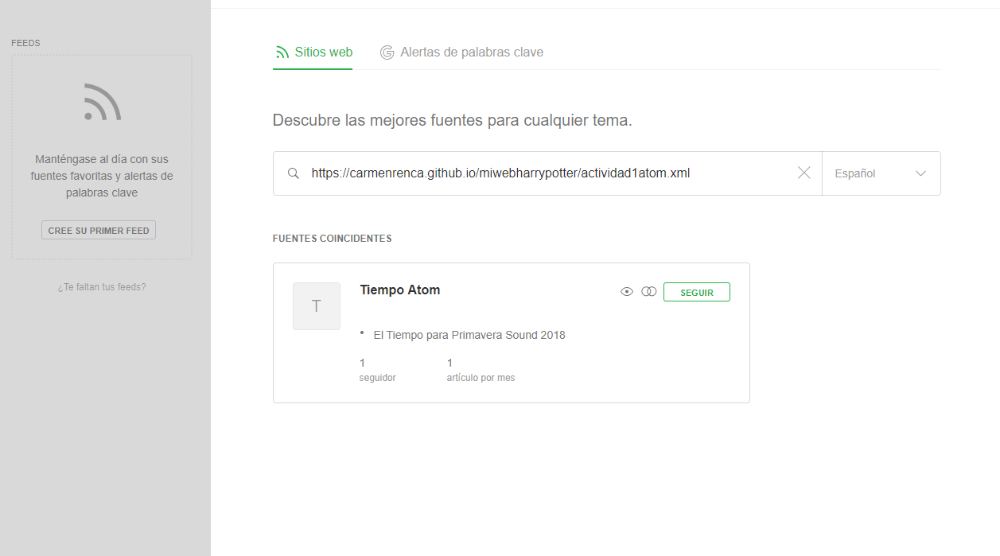 FEEDS
Manténgase al día con sus
fuentes favoritas y alertas de
palabras clave
CREE SU PRIMER FEED
¿Te faltan tus feeds?
Sitios web
Alertas de palabras clave
Descubre las mejores fuentes para cualquier tema.
https://carmenrenca.github.io/miwebharrypotter/actividad1atom.xml
Español
FUENTES COINCIDENTES
T
Tiempo Atom
SEGUIR
• El Tiempo para Primavera Sound 2018
1 1
seguidor artículo por mes